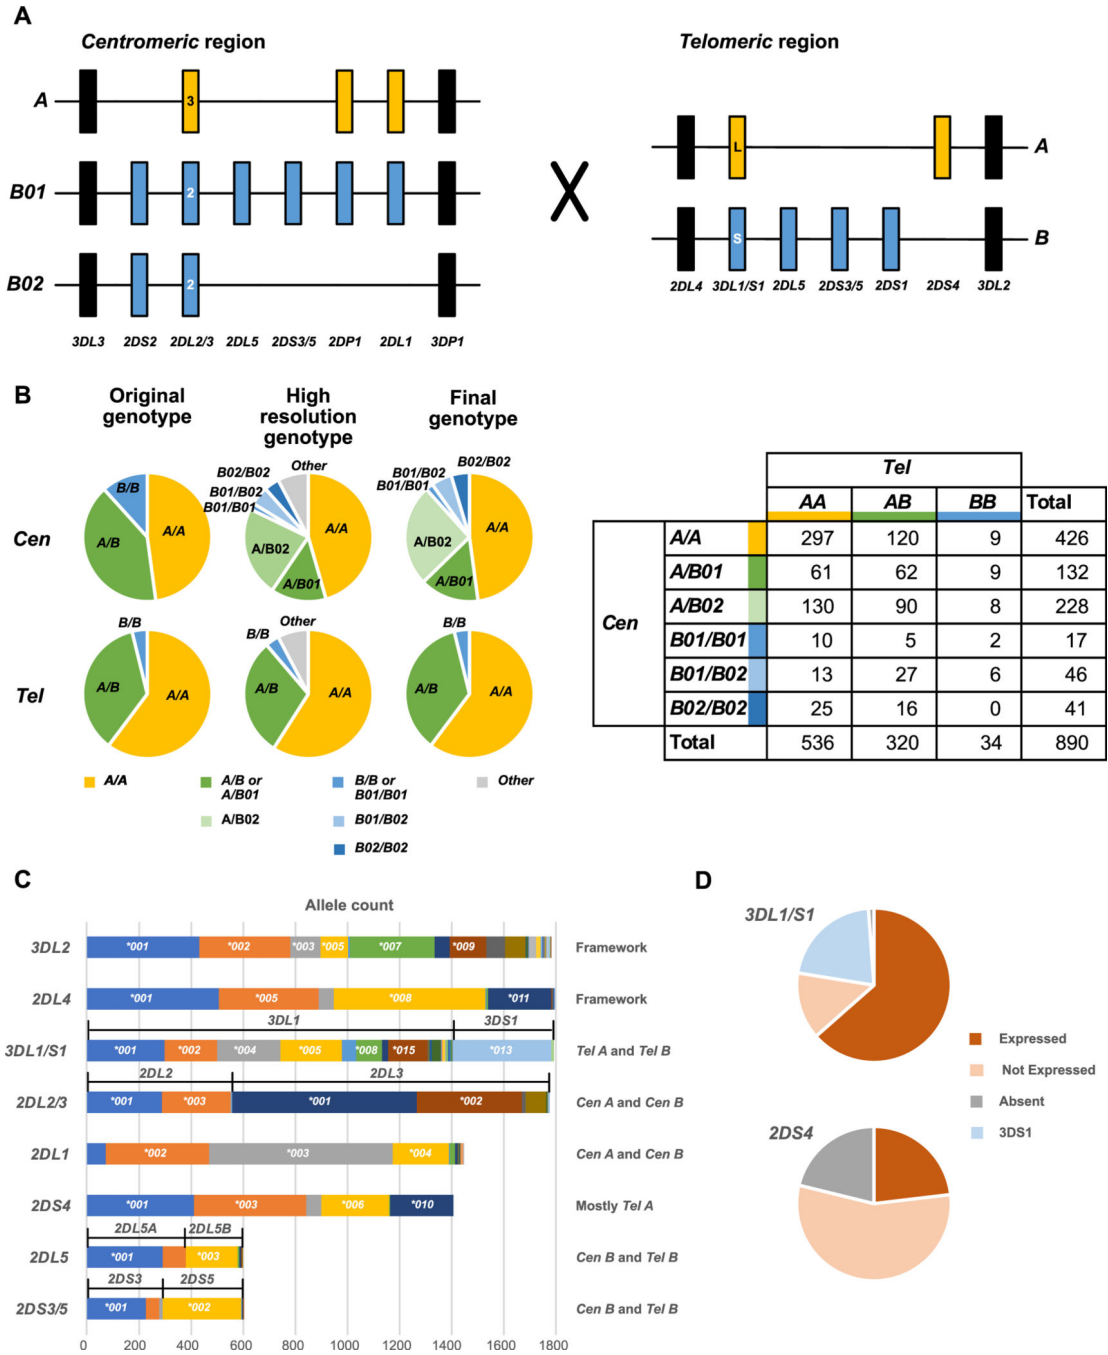 A
Centromeric region
Telomeric region
A
3
B01
2
B02
2
3DL3 2DS2 2DL2/3 2DL5 2DS3/5 2DP1 2DL1 3DP1
X
L
A
S
B
2DL4 3DL1/S1 2DL5 2DS3/5 2DS1 2DS4 3DL2
B
Original genotype
High resolution genotype
Final genotype
Cen
B/B
A/B
A/A
B02/B02
Other
B01/B02
B01/B01
A/A
A/B02
A/B01
B01/B02
B02/B02
B01/B01
A/B02
A/A
A/B01
Tel
B/B
A/B
A/A
B/B
Other
A/B
A/A
B/B
A/B
A/A
A/A
A/B or A/B01
B/B or B01/B01
Other
A/B02
B01/B02
B02/B02
Tel
AA AB BB Total
Cen
A/A 297 120 9 426
A/B01 61 62 9 132
A/B02 130 90 8 228
B01/B01 10 5 2 17
B01/B02 13 27 6 46
B02/B02 25 16 0 41
Total 536 320 34 890
C
Allele count
3DL2 *001 *002 *003 *005 *007 *009 Framework
2DL4 *001 *005 *008 *011 Framework
3DL1 3DS1
3DL1/S1 *001 *002 *004 *005 *008 *015 *013 Tel A and Tel B
2DL2 2DL3
2DL2/3 *001 *003 *001 *002 Cen A and Cen B
2DL1 *002 *003 *004 Cen A and Cen B
2DS4 *001 *003 *006 *010 Mostly Tel A
2DL5A 2DL5B
2DL5 *001 *003 Cen B and Tel B
2DS3 2DS5
2DS3/5 *001 *002 Cen B and Tel B
0 200 400 600 800 1000 1200 1400 1600 1800
D
3DL1/S1
Expressed
Not Expressed
Absent
3DS1
2DS4